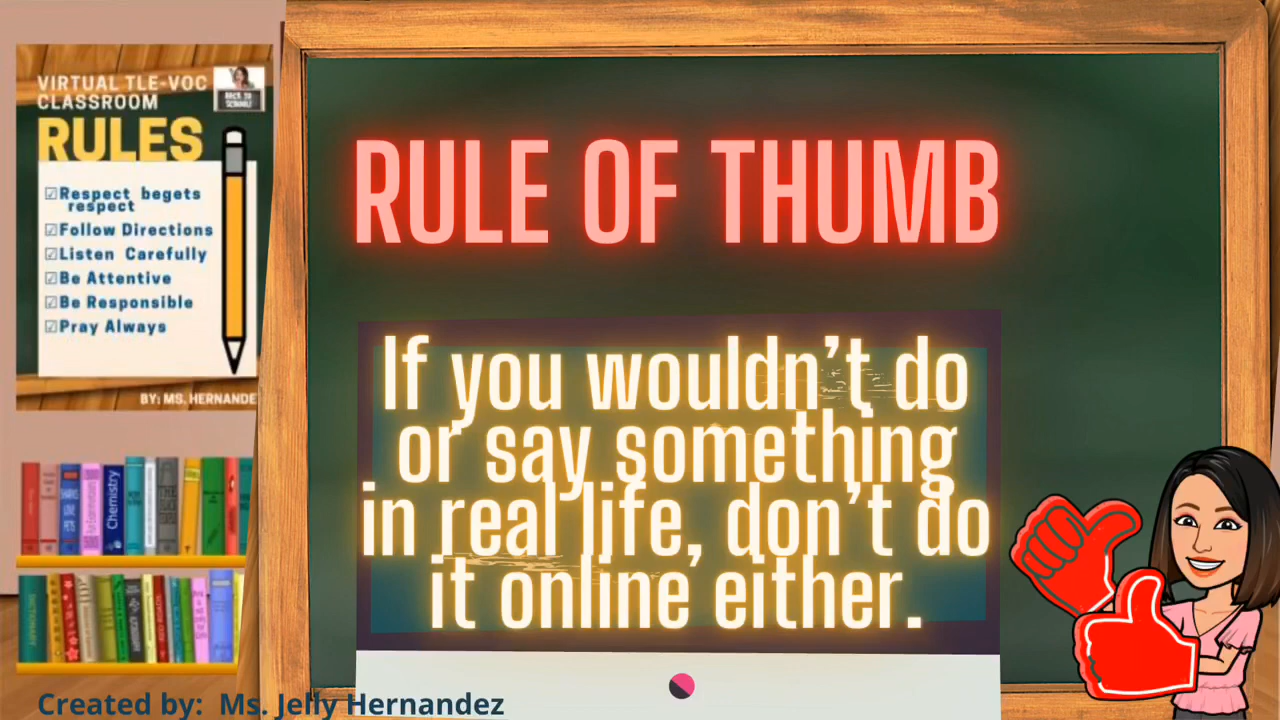 VIRTUAL TLE-VOC
CLASSROOM
BACK TO
SCHOOL!
RULES
☑Respect begets
respect
☑Follow Directions
☑Listen Carefully
☑Be Attentive
☑Be Responsible
☑Pray Always
BY: MS. HERNANDE
RULE OF THUMB
If you wouldn't do
or say something
in real life, don't do
it online either.
Chemistry
DICTIONARY
Created by: Ms. Jelly Hernandez